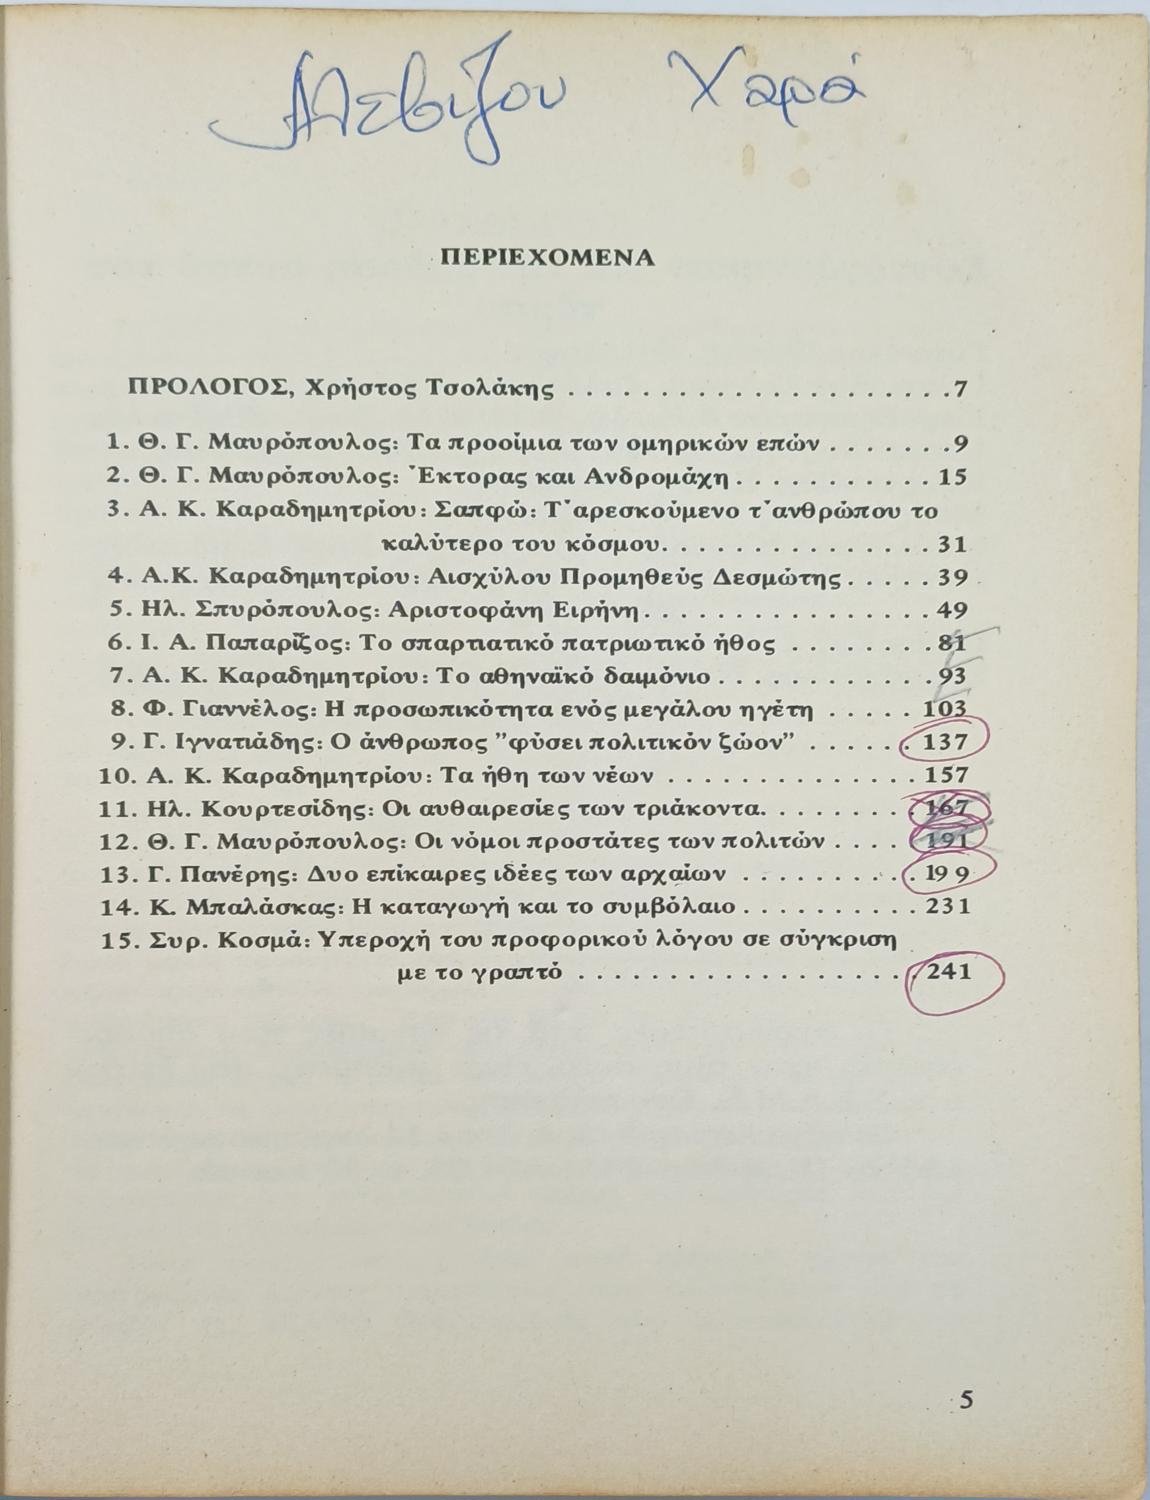 Αλεβίζου Χαρά
ΠΕΡΙΕΧΟΜΕΝΑ
ΠΡΟΛΟΓΟΣ, Χρήστος Τσολάκης . . . . . . . . . . . . . . . . . . . . . 7
1. Θ. Γ. Μαυρόπουλος: Τα προοίμια των ομηρικών επών . . . . . . . 9
2. Θ. Γ. Μαυρόπουλος: Έκτορας και Ανδρομάχη . . . . . . . . . . . 15
3. Α. Κ. Καραδημητρίου: Σαπφώ: Τ' αρεσκούμενο τ' ανθρώπου το
καλύτερο του κόσμου. . . . . . . . . . . . . . . 31
4. Α.Κ. Καραδημητρίου: Αισχύλου Προμηθεύς Δεσμώτης . . . . . 39
5. Ηλ. Σπυρόπουλος: Αριστοφάνη Ειρήνη . . . . . . . . . . . . . . . . 49
6. Ι. Α. Παπαρίζος: Το σπαρτιατικό πατριωτικό ήθος . . . . . . . . 81
7. Α. Κ. Καραδημητρίου: Το αθηναϊκό δαιμόνιο . . . . . . . . . . . . 93
8. Φ. Γιαννέλος: Η προσωπικότητα ενός μεγάλου ηγέτη . . . . . 103
9. Γ. Ιγνατιάδης: Ο άνθρωπος "φύσει πολιτικόν ζώον" . . . . . . 137
10. Α. Κ. Καραδημητρίου: Τα ήθη των νέων . . . . . . . . . . . . . . 157
11. Ηλ. Κουρτεσίδης: Οι αυθαιρεσίες των τριάκοντα. . . . . . . . . 167
12. Θ. Γ. Μαυρόπουλος: Οι νόμοι προστάτες των πολιτών . . . . 191
13. Γ. Πανέρης: Δυο επίκαιρες ιδέες των αρχαίων . . . . . . . . . . 199
14. Κ. Μπαλάσκας: Η καταγωγή και το συμβόλαιο . . . . . . . . . . 231
15. Συρ. Κοσμά: Υπεροχή του προφορικού λόγου σε σύγκριση
με το γραπτό . . . . . . . . . . . . . . . . . . . 241
5